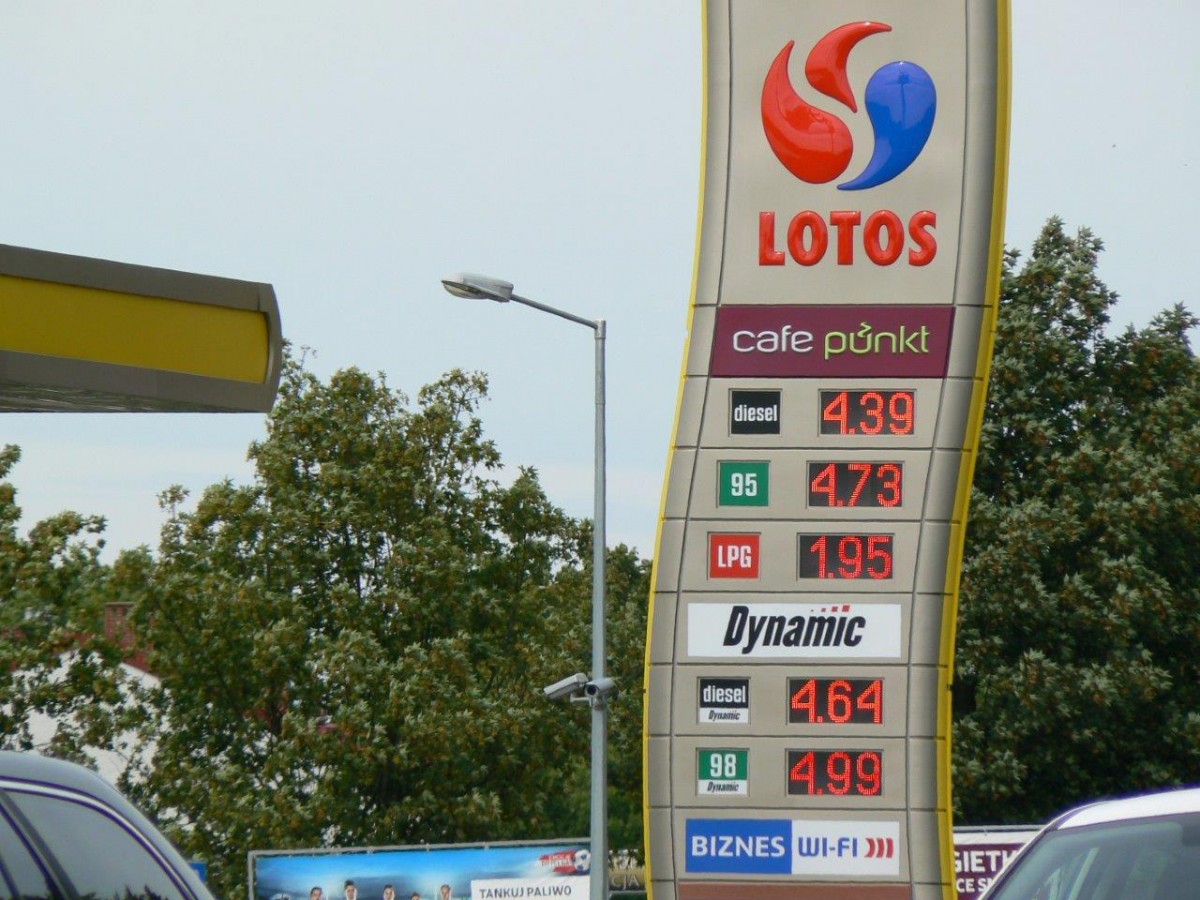 LOTOS
cafe punkt
diesel 4.39
95 4.73
LPG 1.95
Dynamic
diesel 4.64
Dynamic
98 4.99
Dynamic
BIZNES WI-FI
TANKUJ PALIWO